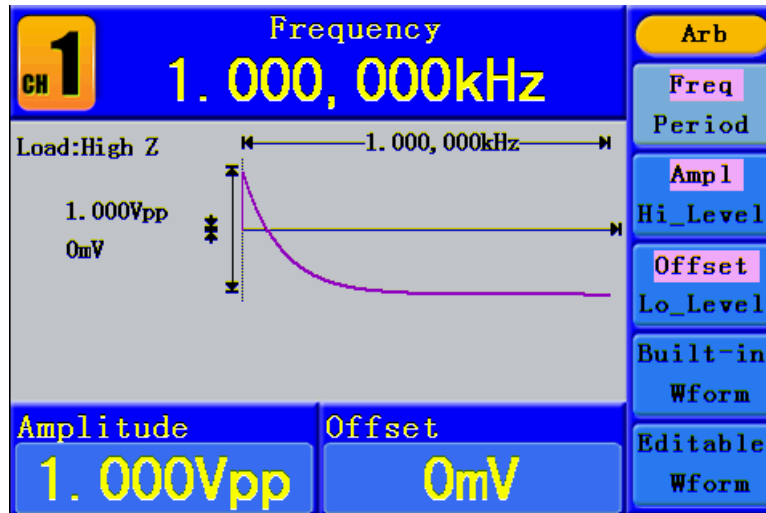 CH 1
Frequency
1.000,000kHz
Load:High Z
1.000,000kHz
1.000Vpp
0mV
Amplitude
1.000Vpp
Offset
0mV
Arb
Freq
Period
Ampl
Hi_Level
Offset
Lo_Level
Built-in
Wform
Editable
Wform